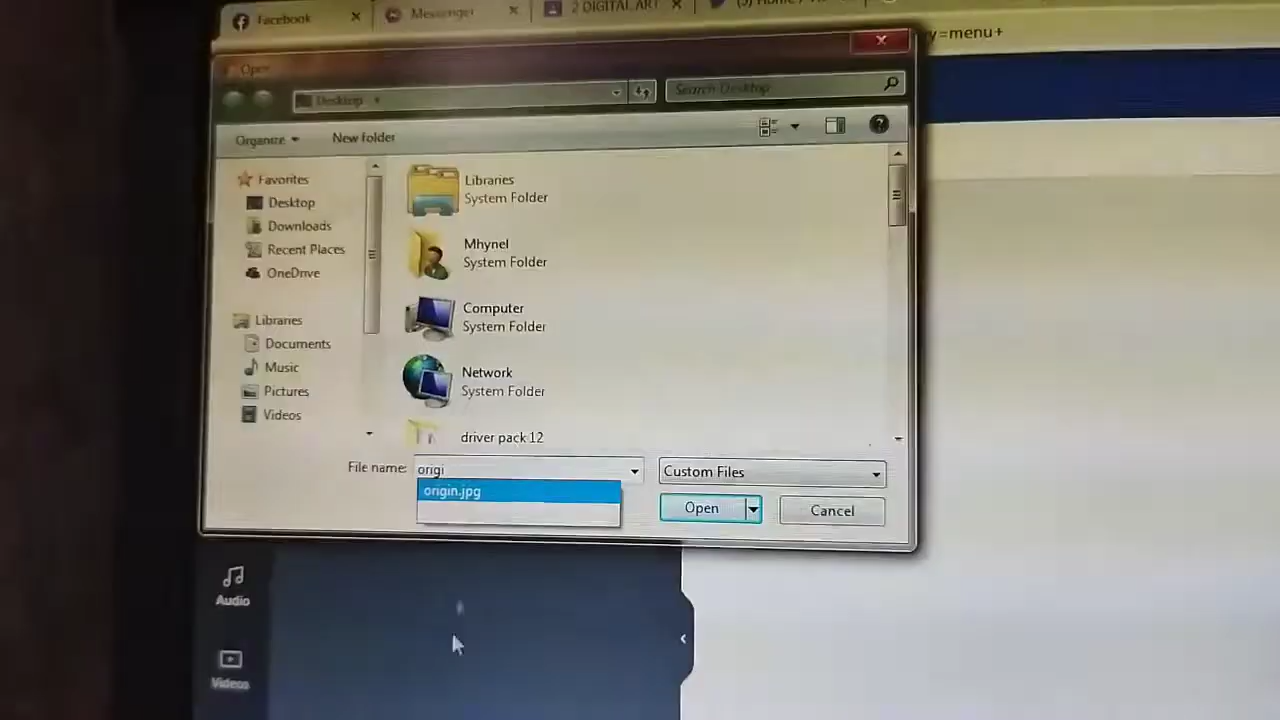 Facebook
Messenger
2 DIGITAL ART
y=menu+
Open
Desktop
Search Desktop
Organize
New folder
Favorites
Desktop
Downloads
Recent Places
OneDrive
Libraries
Documents
Music
Pictures
Videos
Libraries
System Folder
Mhynel
System Folder
Computer
System Folder
Network
System Folder
driver pack 12
File name:
origi
Custom Files
origin.jpg
Open
Cancel
Audio
Videos